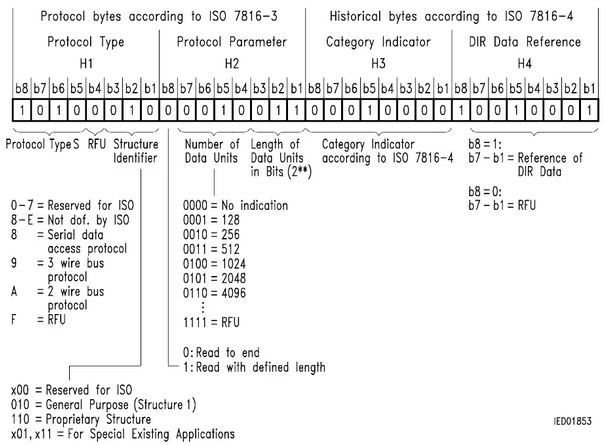 Protocol bytes according to ISO 7816-3 Historical bytes according to ISO 7816-4
Protocol Type Protocol Parameter Category Indicator DIR Data Reference
H1 H2 H3 H4
b8 b7 b6 b5 b4 b3 b2 b1 b8 b7 b6 b5 b4 b3 b2 b1 b8 b7 b6 b5 b4 b3 b2 b1 b8 b7 b6 b5 b4 b3 b2 b1
1 0 1 0 0 0 1 0 0 0 0 1 0 0 1 1 0 0 0 1 0 0 0 0 1 0 0 1 0 0 0 1
Protocol Type S RFU Structure Identifier
Number of Data Units
Length of Data Units in Bits (2**)
Category Indicator according to ISO 7816-4
b8 = 1:
b7 - b1 = Reference of DIR Data
b8 = 0:
b7 - b1 = RFU
0 - 7 = Reserved for ISO
8 - E = Not dof. by ISO
8 = Serial data access protocol
9 = 3 wire bus protocol
A = 2 wire bus protocol
F = RFU
0000 = No indication
0001 = 128
0010 = 256
0011 = 512
0100 = 1024
0101 = 2048
0110 = 4096
⋮
1111 = RFU
0: Read to end
1: Read with defined length
x00 = Reserved for ISO
010 = General Purpose (Structure 1)
110 = Proprietary Structure
x01, x11 = For Special Existing Applications
IED01853